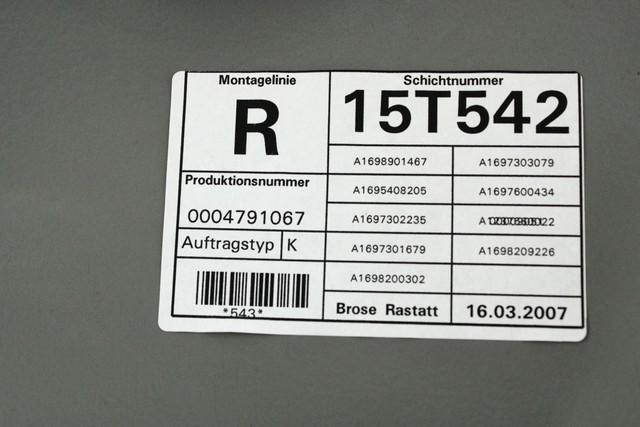 Montagelinie
R
Schichtnummer
15T542
Produktionsnummer
0004791067
Auftragstyp K
*543*
A1698901467 A1697303079
A1695408205 A1697600434
A1697302235
A1697301679 A1698209226
A1698200302
Brose Rastatt 16.03.2007